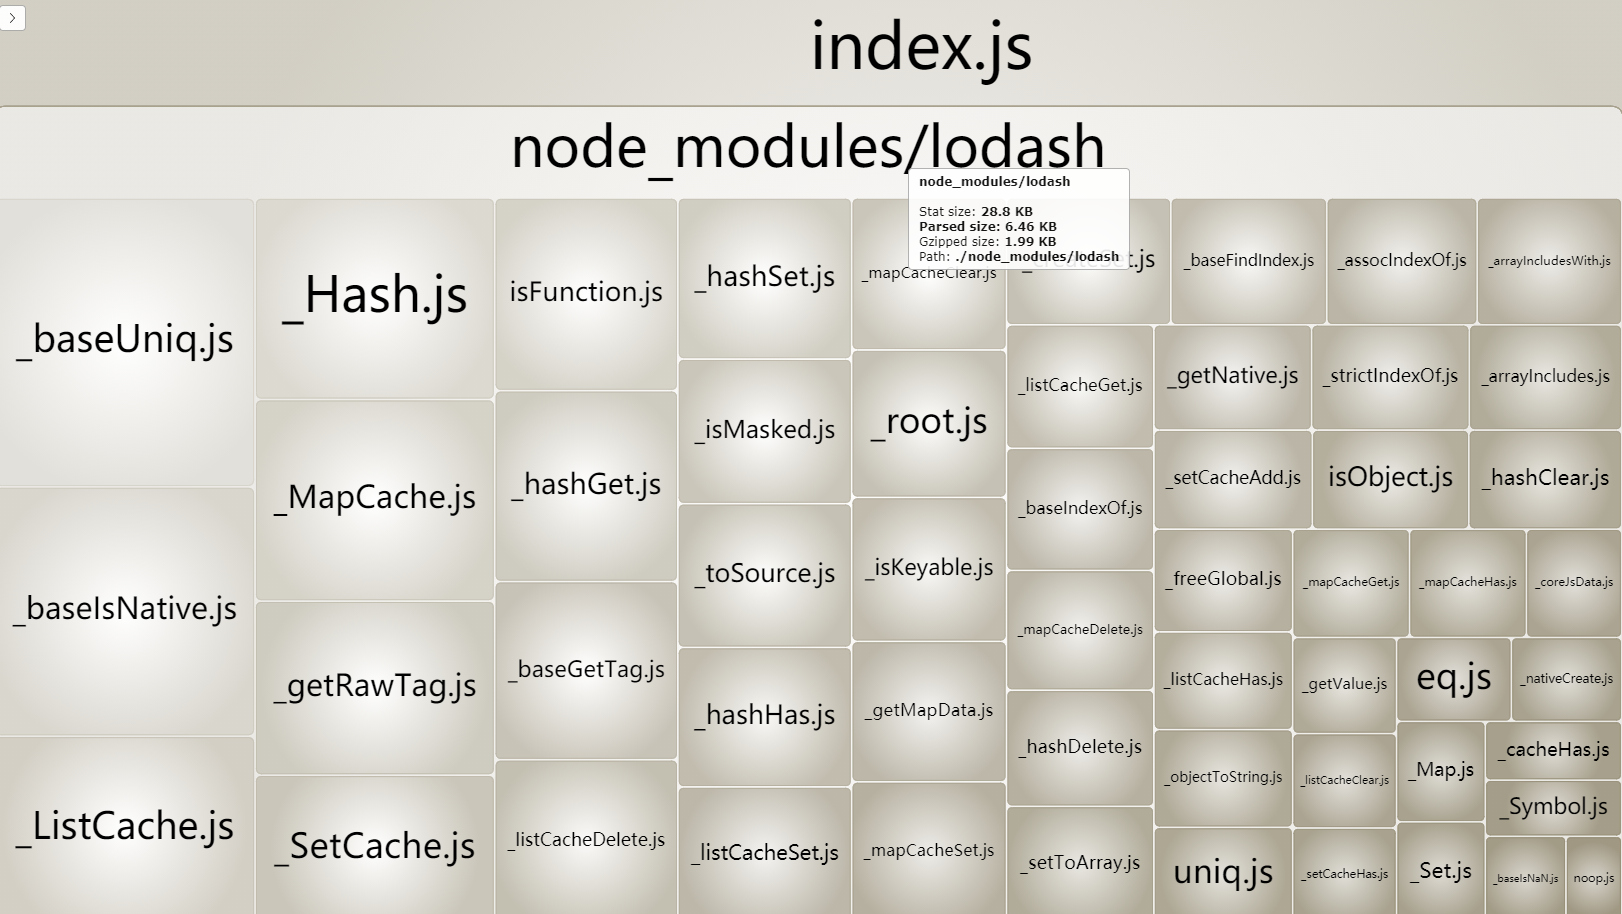 index.js
node_modules/lodash
node_modules/lodash
Stat size: 28.8 KB
Parsed size: 6.46 KB
Gzipped size: 1.99 KB
Path: ./node_modules/lodash
_baseUniq.js
_baseIsNative.js
_ListCache.js
_Hash.js
_MapCache.js
_getRawTag.js
_SetCache.js
isFunction.js
_hashGet.js
_baseGetTag.js
_listCacheDelete.js
_hashSet.js
_isMasked.js
_toSource.js
_hashHas.js
_listCacheSet.js
_mapCacheClear.js
_root.js
_isKeyable.js
_getMapData.js
_mapCacheSet.js
_createSet.js
_baseFindIndex.js
_assocIndexOf.js
_arrayIncludesWith.js
_listCacheGet.js
_baseIndexOf.js
_mapCacheDelete.js
_hashDelete.js
_setToArray.js
_getNative.js
_strictIndexOf.js
_arrayIncludes.js
_setCacheAdd.js
isObject.js
_hashClear.js
_freeGlobal.js
_listCacheHas.js
_objectToString.js
uniq.js
_mapCacheGet.js
_mapCacheHas.js
_coreJsData.js
_getValue.js
_listCacheClear.js
_setCacheHas.js
eq.js
_nativeCreate.js
_Map.js
_Set.js
_cacheHas.js
_Symbol.js
_baseIsNaN.js
noop.js